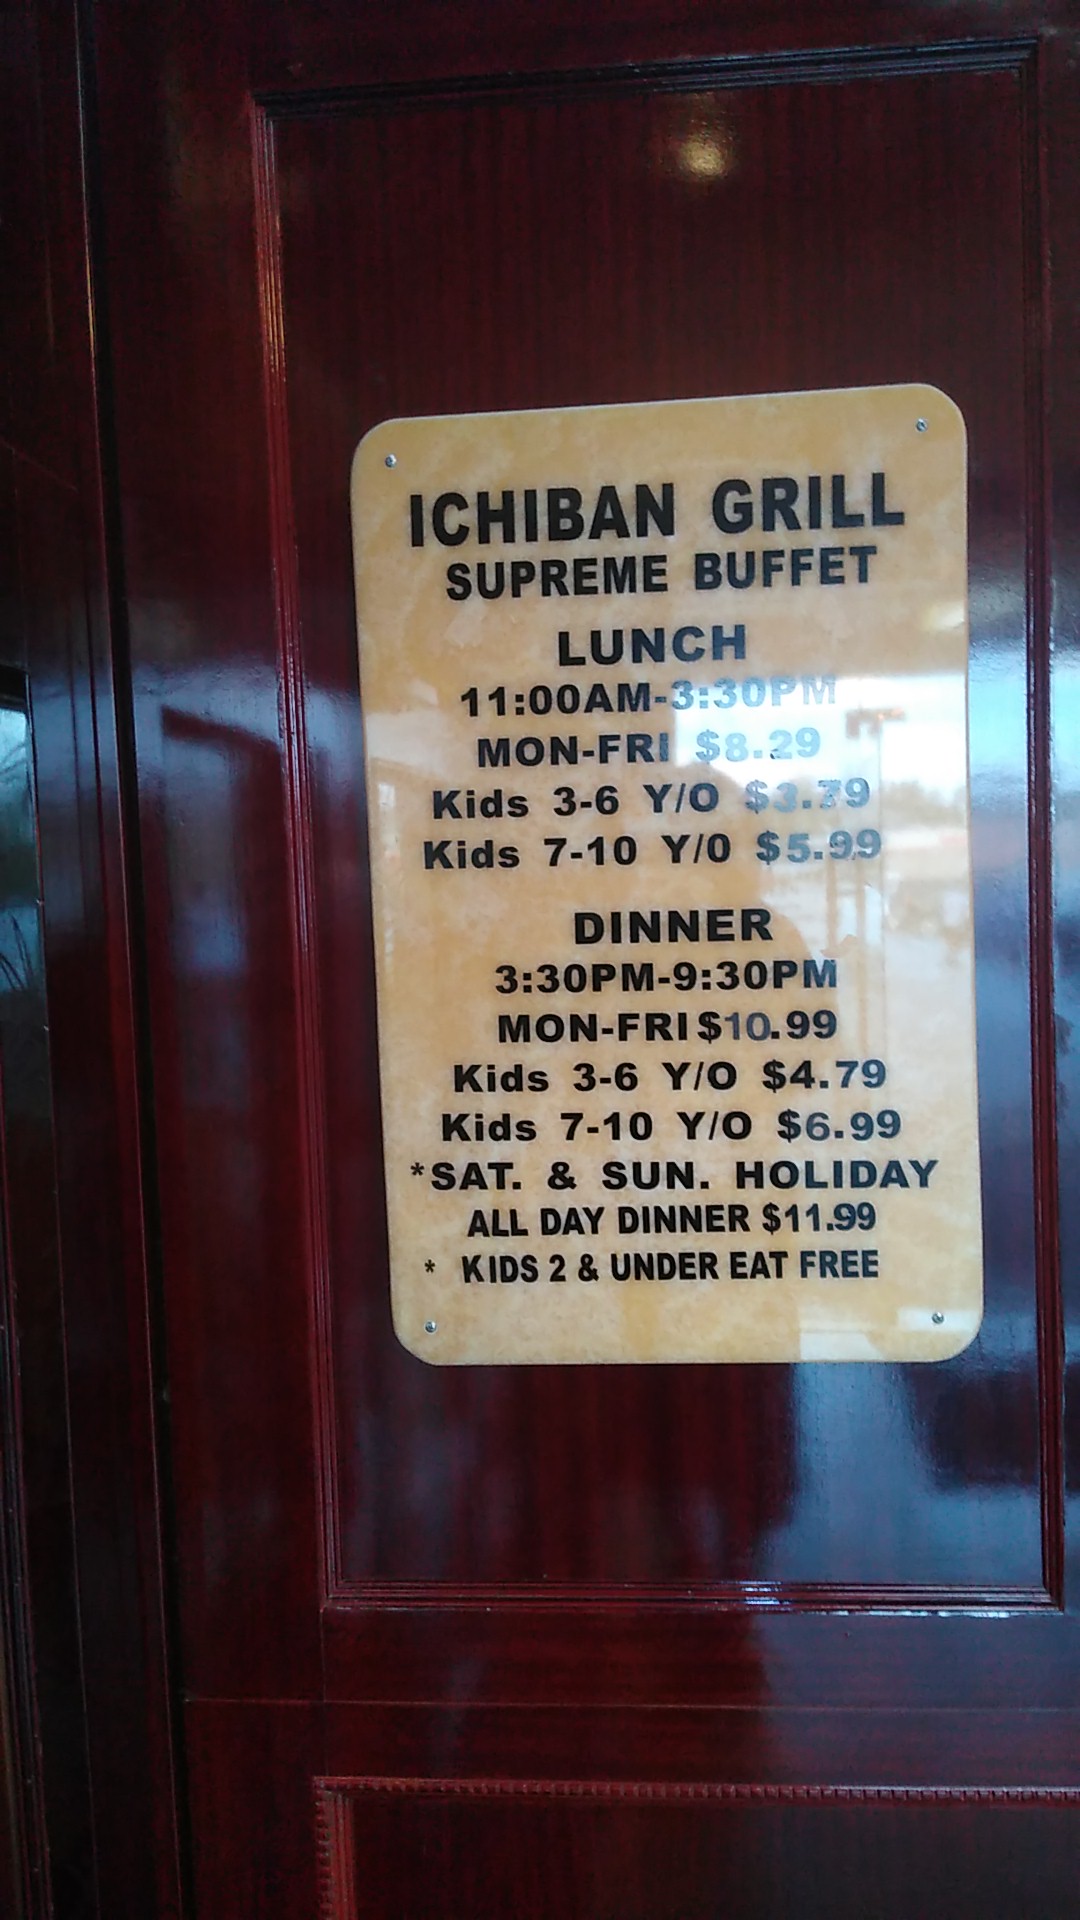 ICHIBAN GRILL
SUPREME BUFFET
LUNCH
11:00AM-3:30PM
MON-FRI $8.29
Kids 3-6 Y/O $3.79
Kids 7-10 Y/0 $5.99
DINNER
3:30PM-9:30PM
MON-FRI $10.99
Kids 3-6 Y/O $4.79
Kids 7-10 Y/O $6.99
*SAT. & SUN. HOLIDAY
ALL DAY DINNER $11.99
* KIDS 2 & UNDER EAT FREE